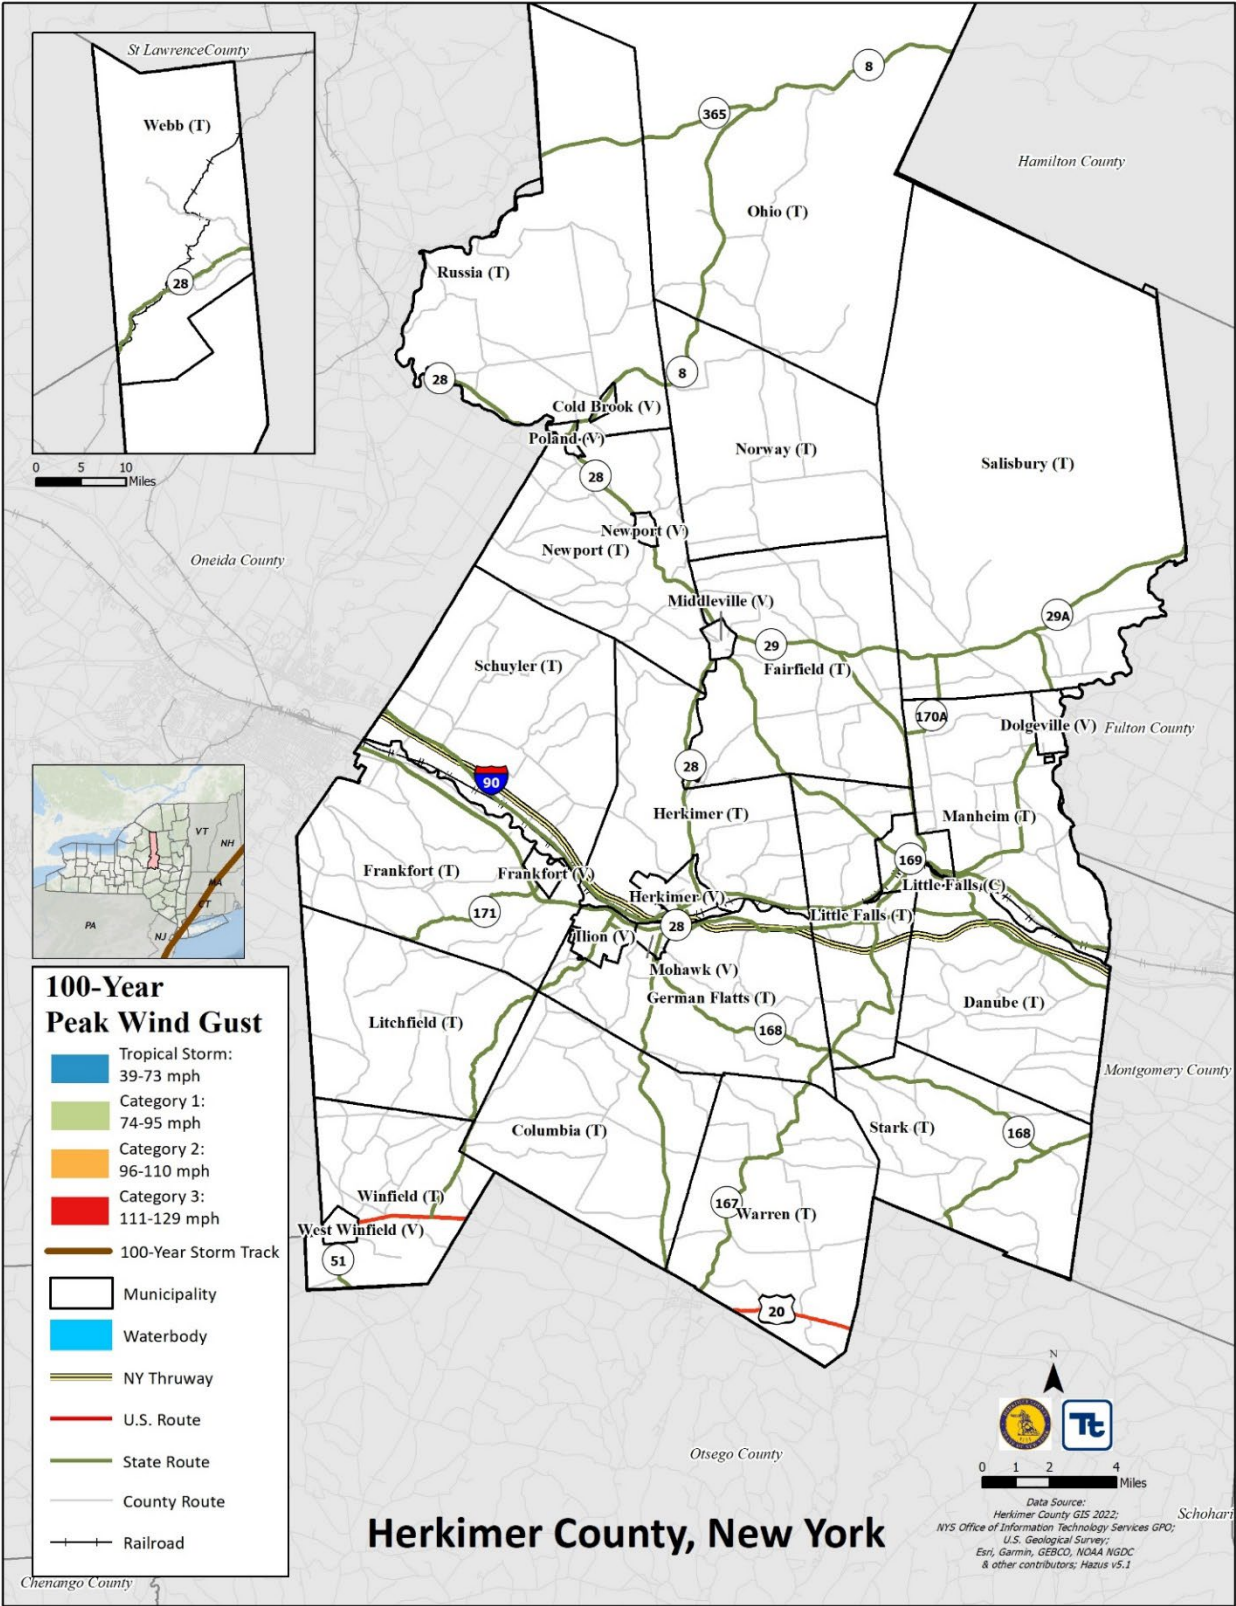 St LawrenceCounty
Webb (T)
28
0 5 10
Miles
8
365
Hamilton County
Ohio (T)
Russia (T)
28
8
Cold Brook (V)
Poland (V)
Norway (T)
Salisbury (T)
28
Newport (V)
Newport (T)
Oneida County
Middleville (V)
29A
29
Schuyler (T)
Fairfield (T)
170A
Dolgeville (V)
Fulton County
28
90
Herkimer (T)
Manheim (T)
VT
NH
MA
CT
PA
NJ
Frankfort (T)
Frankfort (V)
169
Little Falls (C)
Herkimer (V)
171
Little Falls (T)
28
Ilion (V)
Mohawk (V)
German Flatts (T)
Danube (T)
Litchfield (T)
168
Montgomery County
Columbia (T)
Stark (T)
168
Winfield (T)
167
Warren (T)
West Winfield (V)
51
20
100-Year
Peak Wind Gust
Tropical Storm:
39-73 mph
Category 1:
74-95 mph
Category 2:
96-110 mph
Category 3:
111-129 mph
100-Year Storm Track
Municipality
Waterbody
NY Thruway
U.S. Route
State Route
County Route
Railroad
Chenango County
Otsego County
Schohari
N
Tt
0 1 2 4
Miles
Data Source:
Herkimer County GIS 2022;
NYS Office of Information Technology Services GPO;
U.S. Geological Survey;
Esri, Garmin, GEBCO, NOAA NGDC
& other contributors; Hazus v5.1
Herkimer County, New York